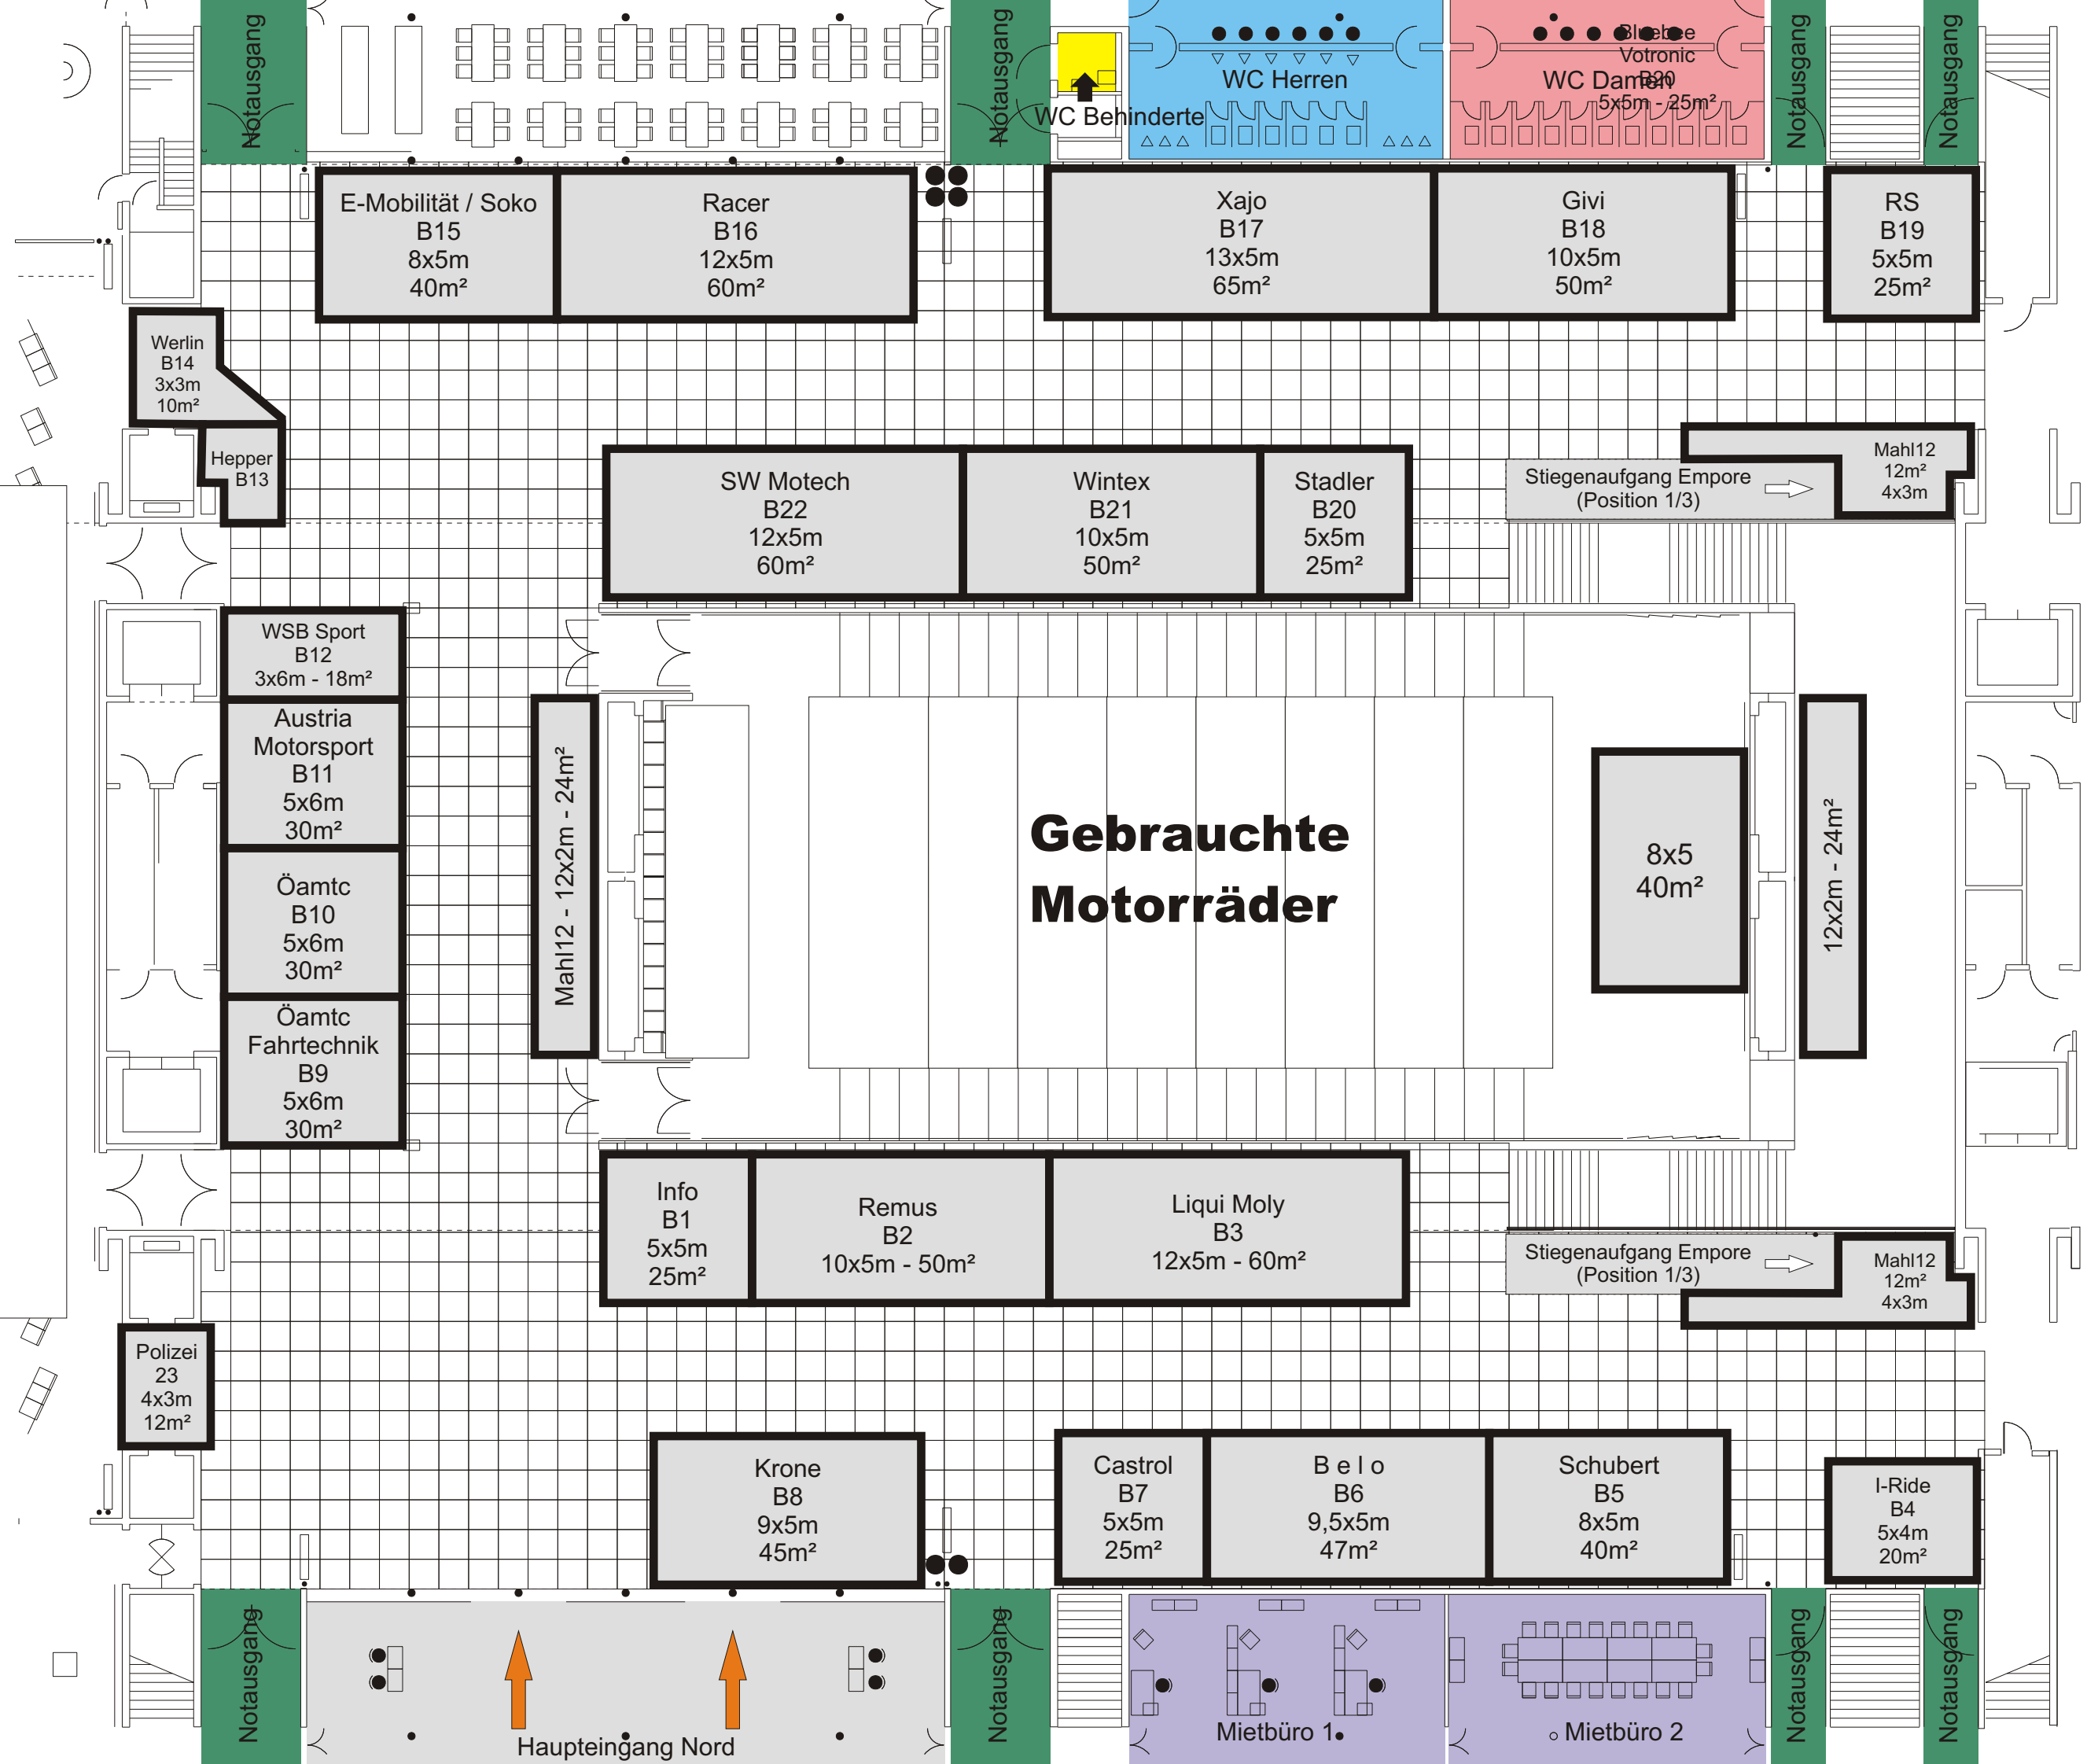 Notausgang
Notausgang
WC Behinderte
WC Herren
WC Damen
Bluebee
Votronic
B20
5x5m - 25m²
Notausgang
Notausgang
E-Mobilität / Soko
B15
8x5m
40m²
Racer
B16
12x5m
60m²
Xajo
B17
13x5m
65m²
Givi
B18
10x5m
50m²
RS
B19
5x5m
25m²
Werlin
B14
3x3m
10m²
Hepper
B13
SW Motech
B22
12x5m
60m²
Wintex
B21
10x5m
50m²
Stadler
B20
5x5m
25m²
Stiegenaufgang Empore
(Position 1/3)
Mahl12
12m²
4x3m
WSB Sport
B12
3x6m - 18m²
Austria
Motorsport
B11
5x6m
30m²
Öamtc
B10
5x6m
30m²
Öamtc
Fahrtechnik
B9
5x6m
30m²
Mahl12 - 12x2m - 24m²
Gebrauchte
Motorräder
8x5
40m²
12x2m - 24m²
Info
B1
5x5m
25m²
Remus
B2
10x5m - 50m²
Liqui Moly
B3
12x5m - 60m²
Stiegenaufgang Empore
(Position 1/3)
Mahl12
12m²
4x3m
Polizei
23
4x3m
12m²
Krone
B8
9x5m
45m²
Castrol
B7
5x5m
25m²
B e l o
B6
9,5x5m
47m²
Schubert
B5
8x5m
40m²
I-Ride
B4
5x4m
20m²
Notausgang
Haupteingang Nord
Notausgang
Mietbüro 1
Mietbüro 2
Notausgang
Notausgang